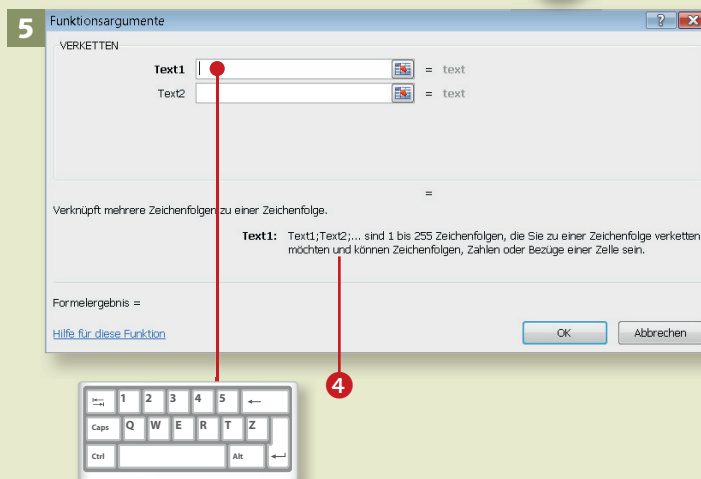 5
Funktionsargumente
VERKETTEN
Text1 = text
Text2 = text
=
Verknüpft mehrere Zeichenfolgen zu einer Zeichenfolge.
Text1: Text1;Text2;... sind 1 bis 255 Zeichenfolgen, die Sie zu einer Zeichenfolge verketten
möchten und können Zeichenfolgen, Zahlen oder Bezüge einer Zelle sein.
Formelergebnis =
Hilfe für diese Funktion OK Abbrechen
4
1 2 3 4 5
Caps Q W E R T Z
Ctrl Alt